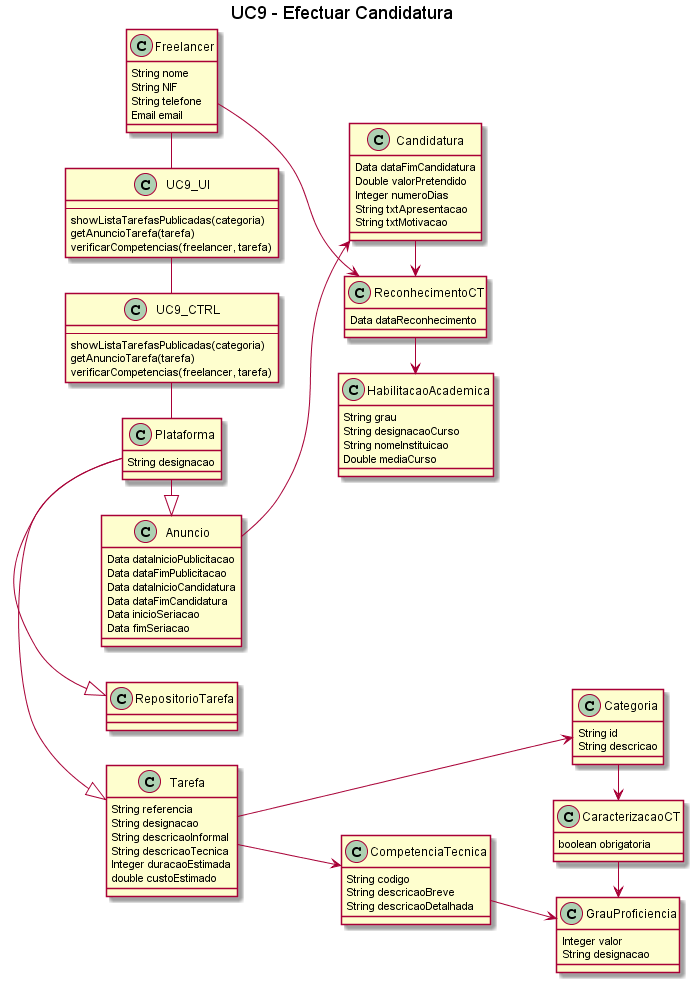 UC9 - Efectuar Candidatura
C Freelancer
String nome
String NIF
String telefone
Email email
C UC9_UI
showListaTarefasPublicadas(categoria)
getAnuncioTarefa(tarefa)
verificarCompetencias(freelancer, tarefa)
C UC9_CTRL
showListaTarefasPublicadas(categoria)
getAnuncioTarefa(tarefa)
verificarCompetencias(freelancer, tarefa)
C Plataforma
String designacao
C Anuncio
Data dataInicioPublicitacao
Data dataFimPublicitacao
Data dataInicioCandidatura
Data dataFimCandidatura
Data inicioSeriacao
Data fimSeriacao
C Candidatura
Data dataFimCandidatura
Double valorPretendido
Integer numeroDias
String txtApresentacao
String txtMotivacao
C ReconhecimentoCT
Data dataReconhecimento
C HabilitacaoAcademica
String grau
String designacaoCurso
String nomeInstituicao
Double mediaCurso
C RepositorioTarefa
C Tarefa
String referencia
String designacao
String descricaoInformal
String descricaoTecnica
Integer duracaoEstimada
double custoEstimado
C CompetenciaTecnica
String codigo
String descricaoBreve
String descricaoDetalhada
C Categoria
String id
String descricao
C CaracterizacaoCT
boolean obrigatoria
C GrauProficiencia
Integer valor
String designacao